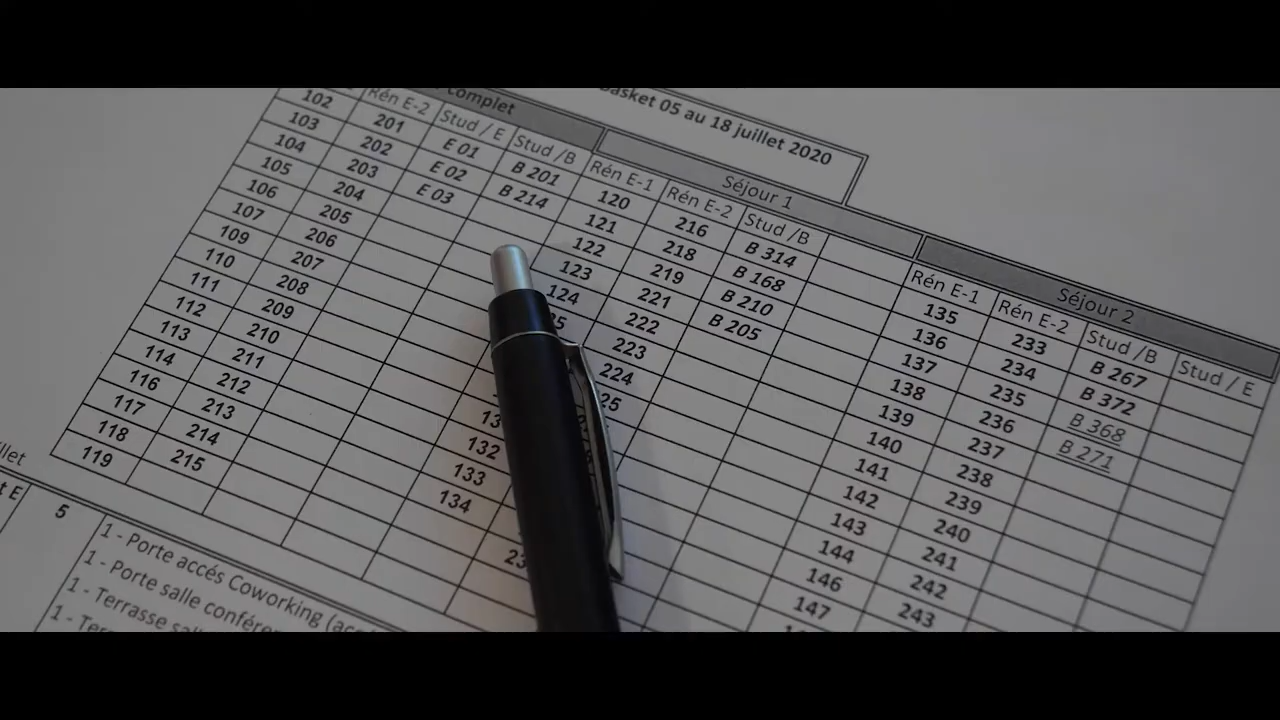 Basket 05 au 18 juillet 2020
complet Séjour 1 Séjour 2
Rén E-2 Stud / E Stud /B Rén E-1 Rén E-2 Stud /B Rén E-1 Rén E-2 Stud /B Stud / E
102 201 E 01 B 201 120 216 B 314 135 233 B 267
103 202 E 02 B 214 121 218 B 168 136 234 B 372
104 203 E 03 122 219 B 210 137 235 B 368
105 204 123 221 B 205 138 236 B 271
106 205 124 222 139 237
107 206 223 140 238
109 207 224 141 239
110 208 142 240
111 209 143 241
112 210 144 242
113 211 132 146 243
114 212 133 147
116 213 134
117 214
118 215
119
5 1 - Porte accés Coworking
1 - Porte salle
1 - Terrasse